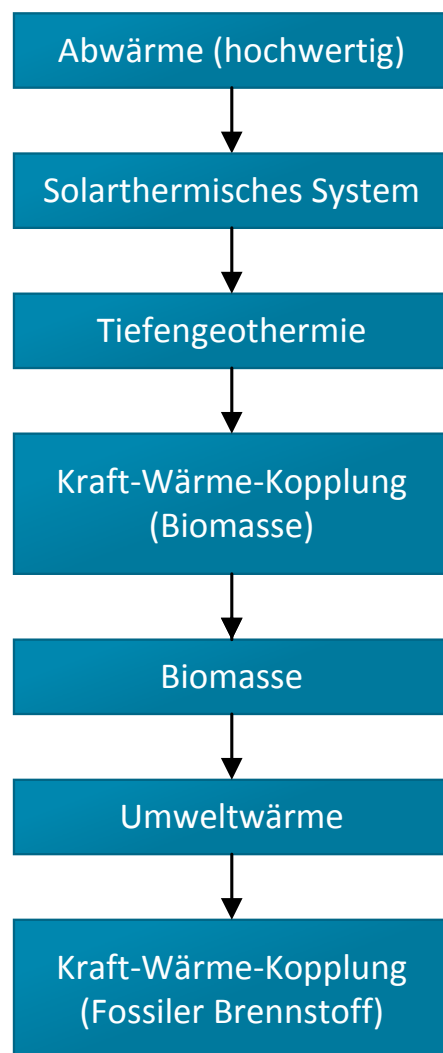 Abwärme (hochwertig)
Solarthermisches System
Tiefengeothermie
Kraft-Wärme-Kopplung
(Biomasse)
Biomasse
Umweltwärme
Kraft-Wärme-Kopplung
(Fossiler Brennstoff)